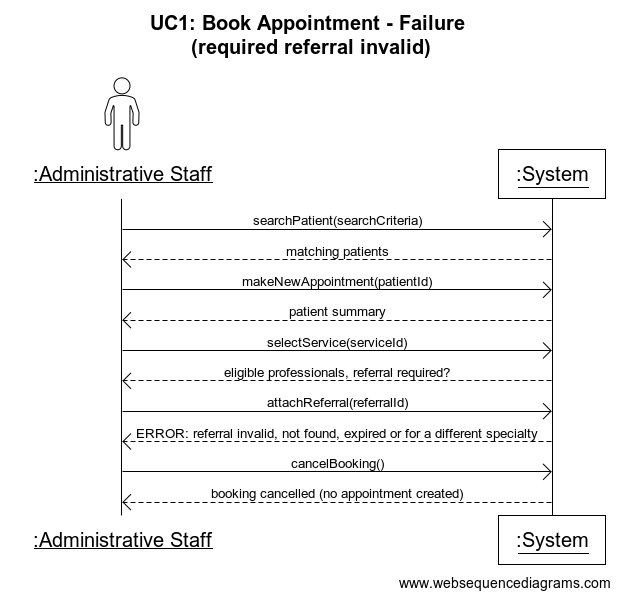 UC1: Book Appointment - Failure
(required referral invalid)
:Administrative Staff
:System
searchPatient(searchCriteria)
matching patients
makeNewAppointment(patientId)
patient summary
selectService(serviceId)
eligible professionals, referral required?
attachReferral(referralId)
ERROR: referral invalid, not found, expired or for a different specialty
cancelBooking()
booking cancelled (no appointment created)
:Administrative Staff
:System
www.websequencediagrams.com